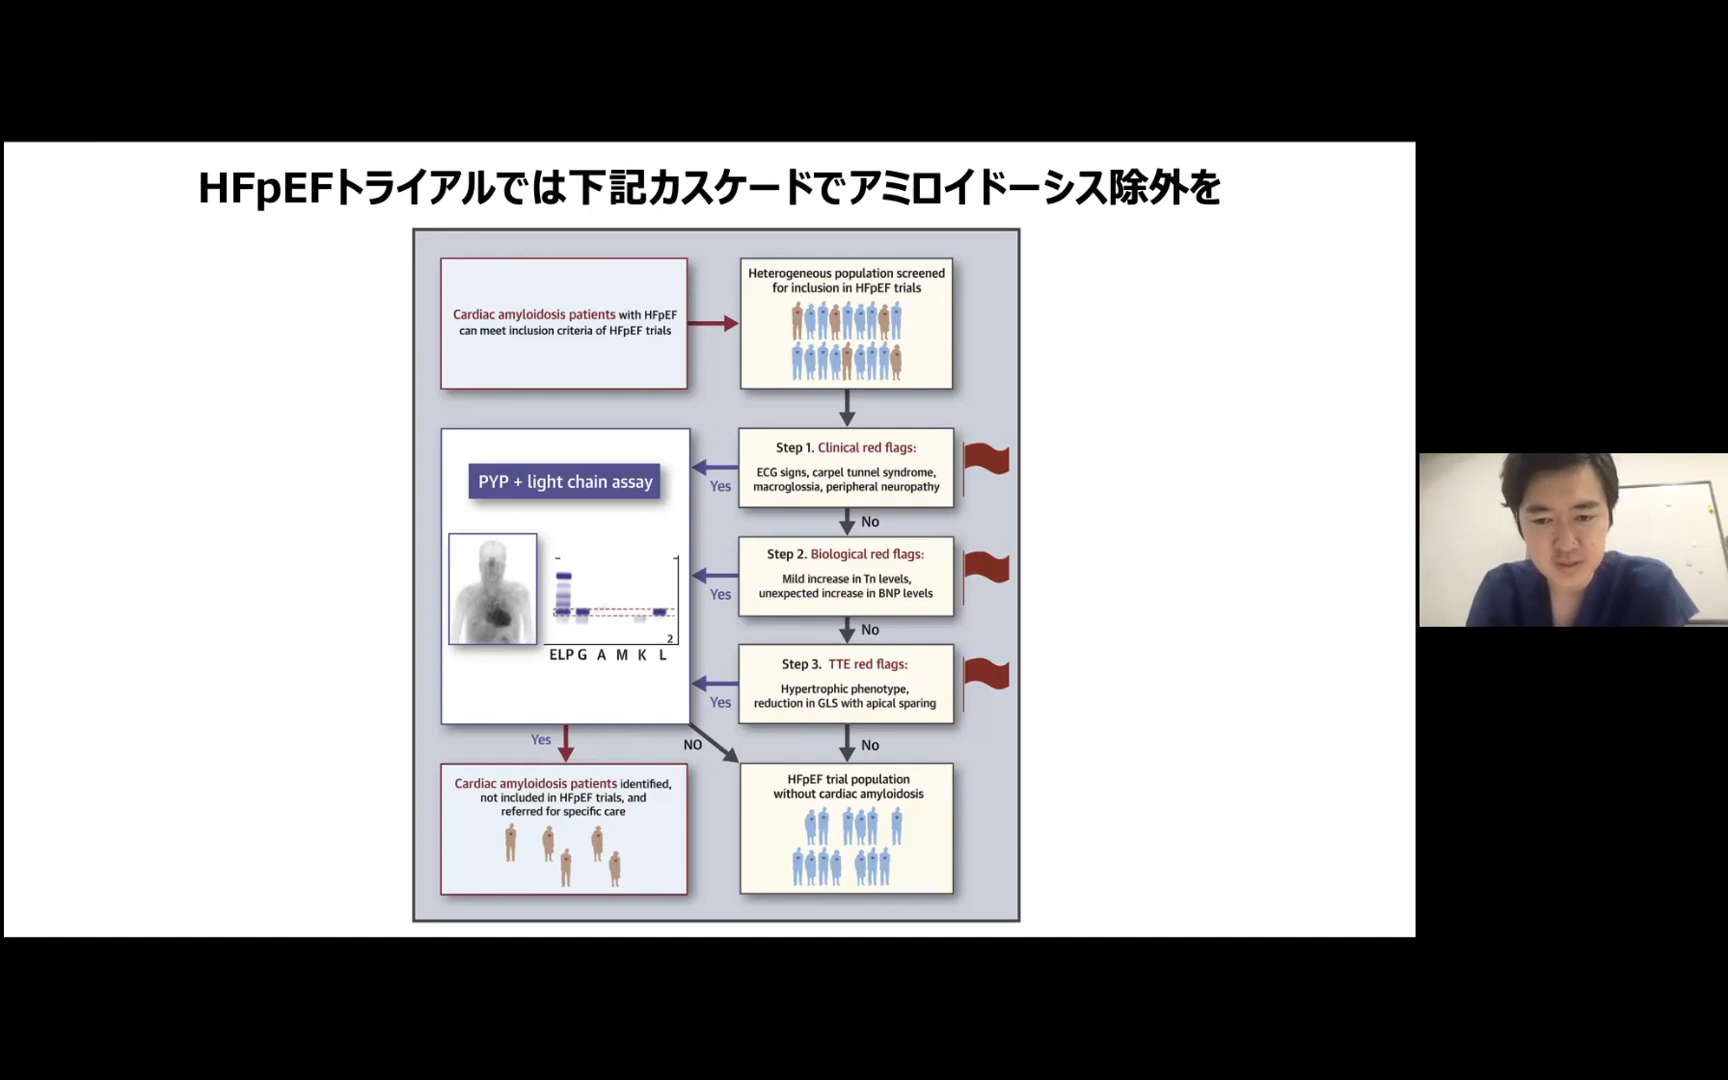 HFpEFトライアルでは下記カスケードでアミロイドーシス除外を
Cardiac amyloidosis patients with HFpEF
can meet inclusion criteria of HFpEF trials
Heterogeneous population screened
for inclusion in HFpEF trials
Step 1. Clinical red flags:
ECG signs, carpel tunnel syndrome,
macroglossia, peripheral neuropathy
Yes
No
PYP + light chain assay
2
ELP G A M K L
Step 2. Biological red flags:
Mild increase in Tn levels,
unexpected increase in BNP levels
Yes
No
Step 3. TTE red flags:
Hypertrophic phenotype,
reduction in GLS with apical sparing
Yes
No
Yes
NO
Cardiac amyloidosis patients identified,
not included in HFpEF trials, and
referred for specific care
HFpEF trial population
without cardiac amyloidosis